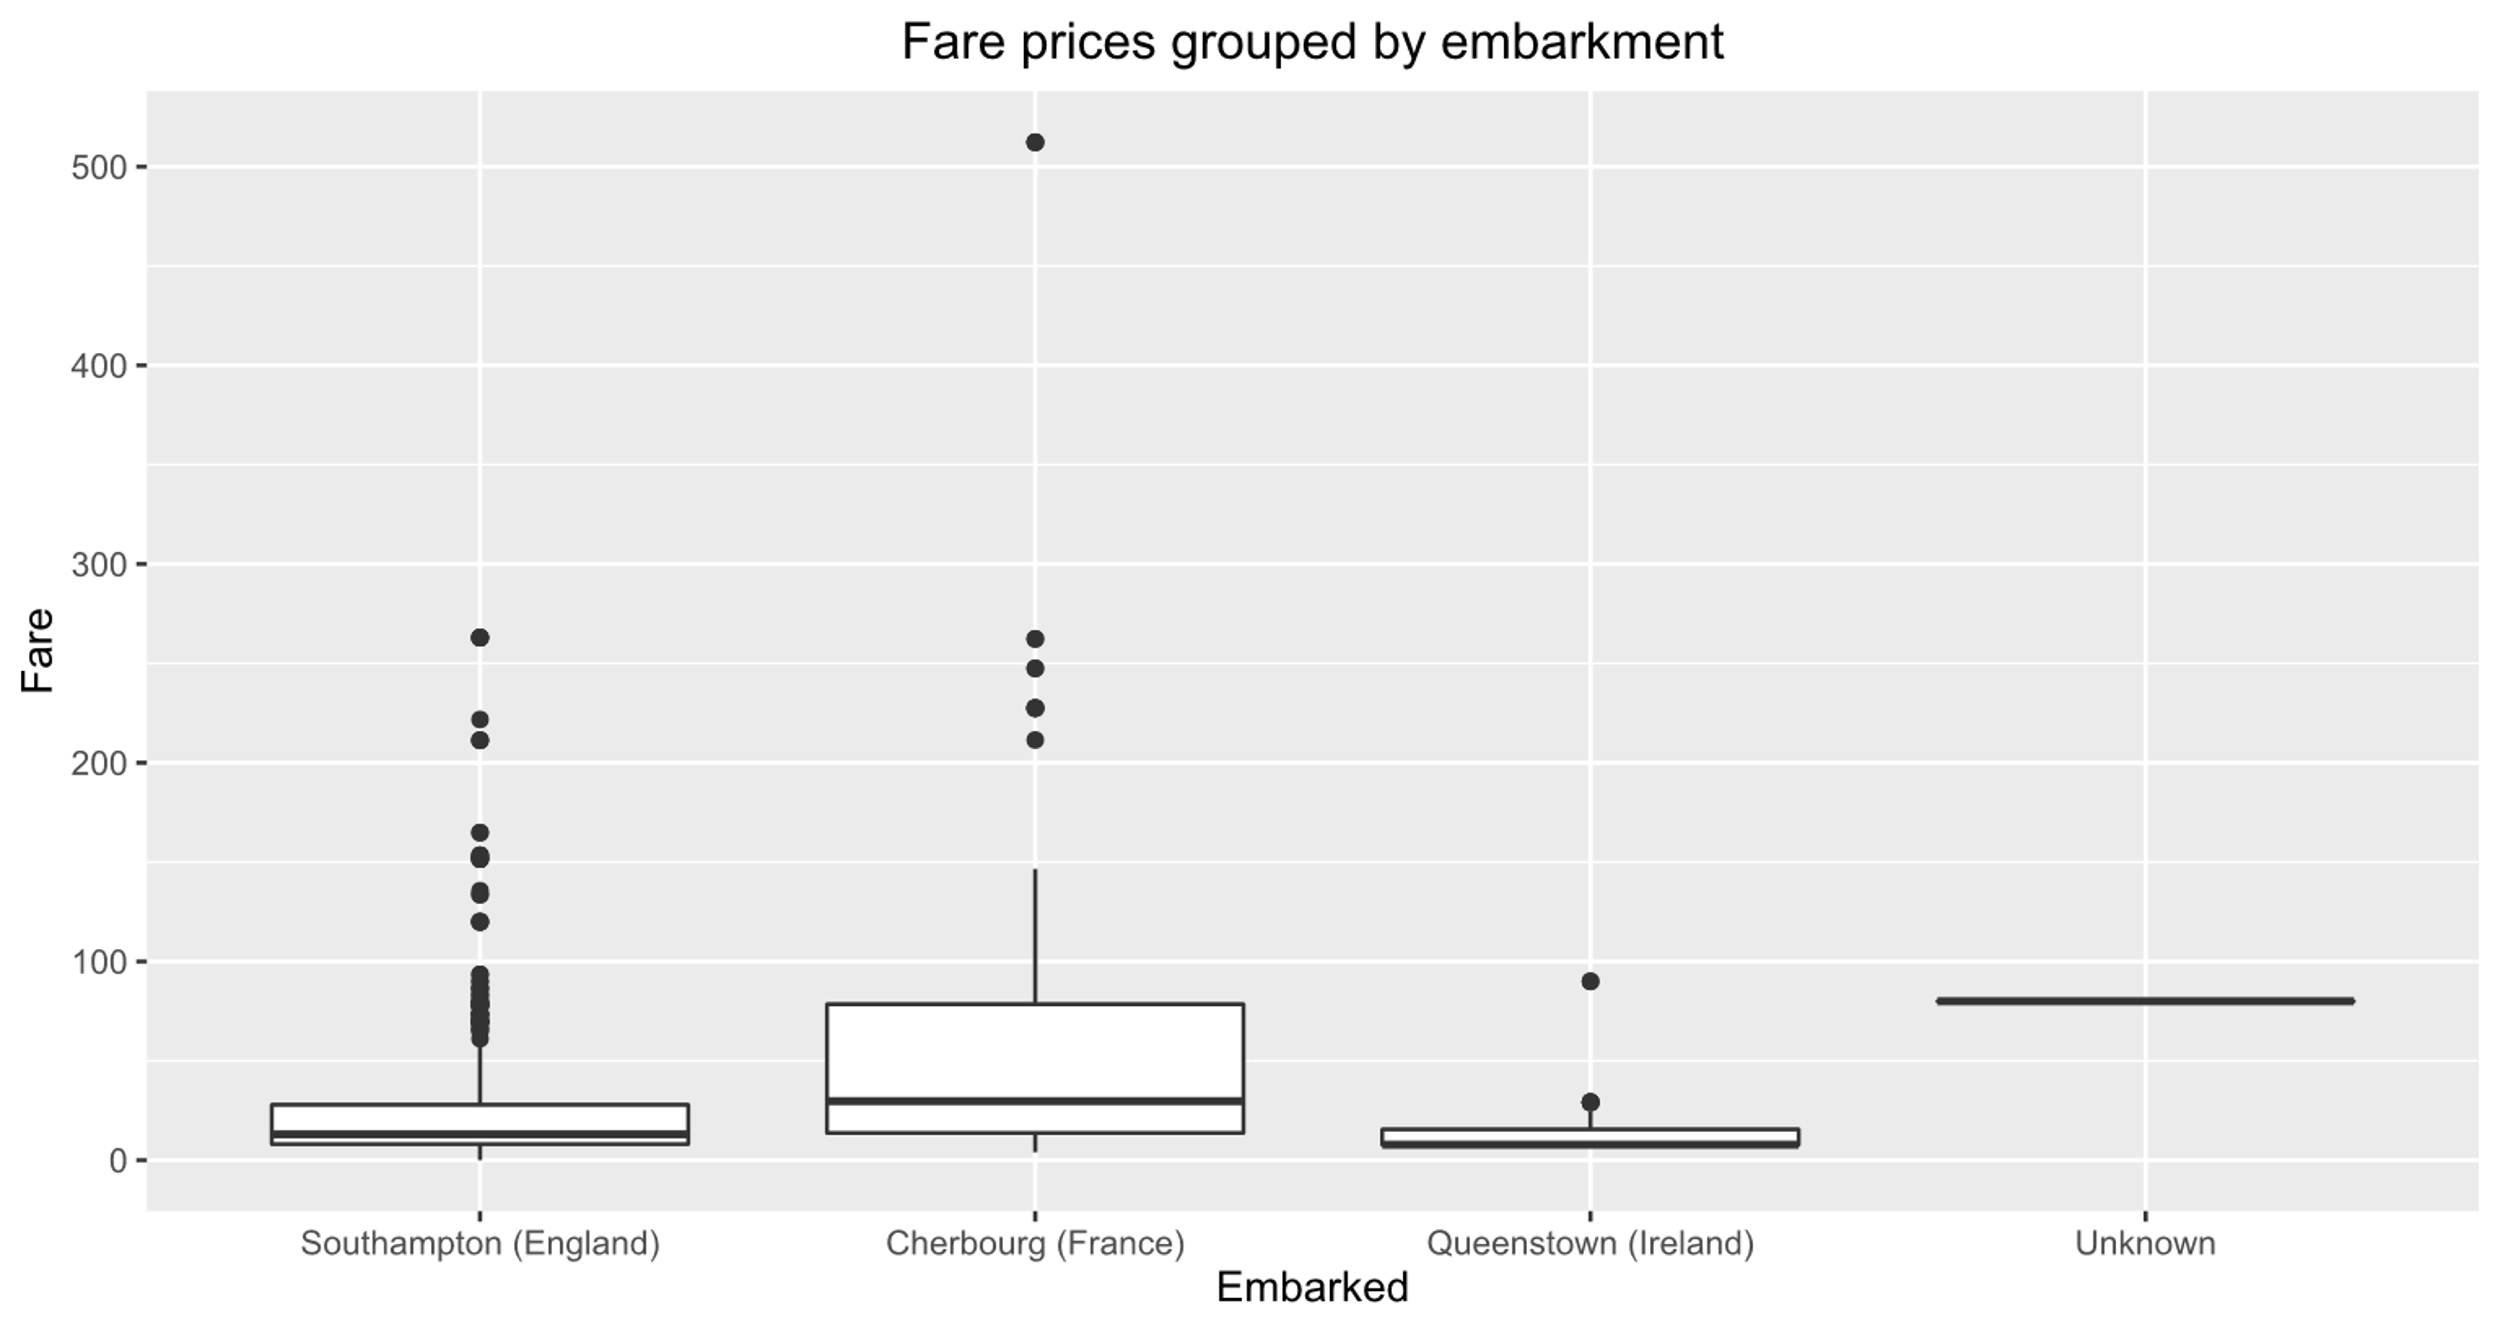 Fare prices grouped by embarkment
500
400
300
200
100
0
Fare
Southampton (England) Cherbourg (France) Queenstown (Ireland) Unknown
Embarked